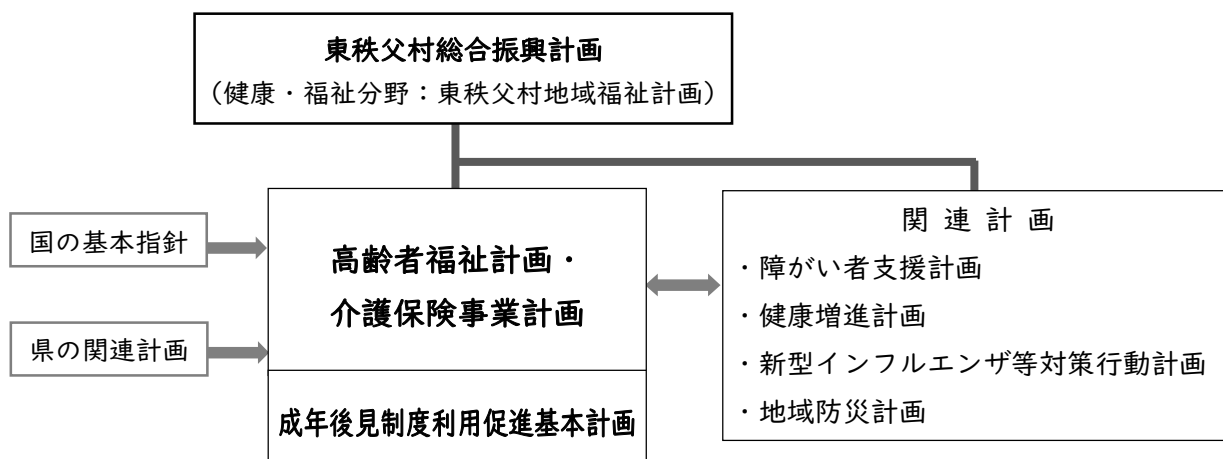 東秩父村総合振興計画
（健康・福祉分野：東秩父村地域福祉計画）
国の基本指針
県の関連計画
高齢者福祉計画・
介護保険事業計画
成年後見制度利用促進基本計画
関連計画
・障がい者支援計画
・健康増進計画
・新型インフルエンザ等対策行動計画
・地域防災計画